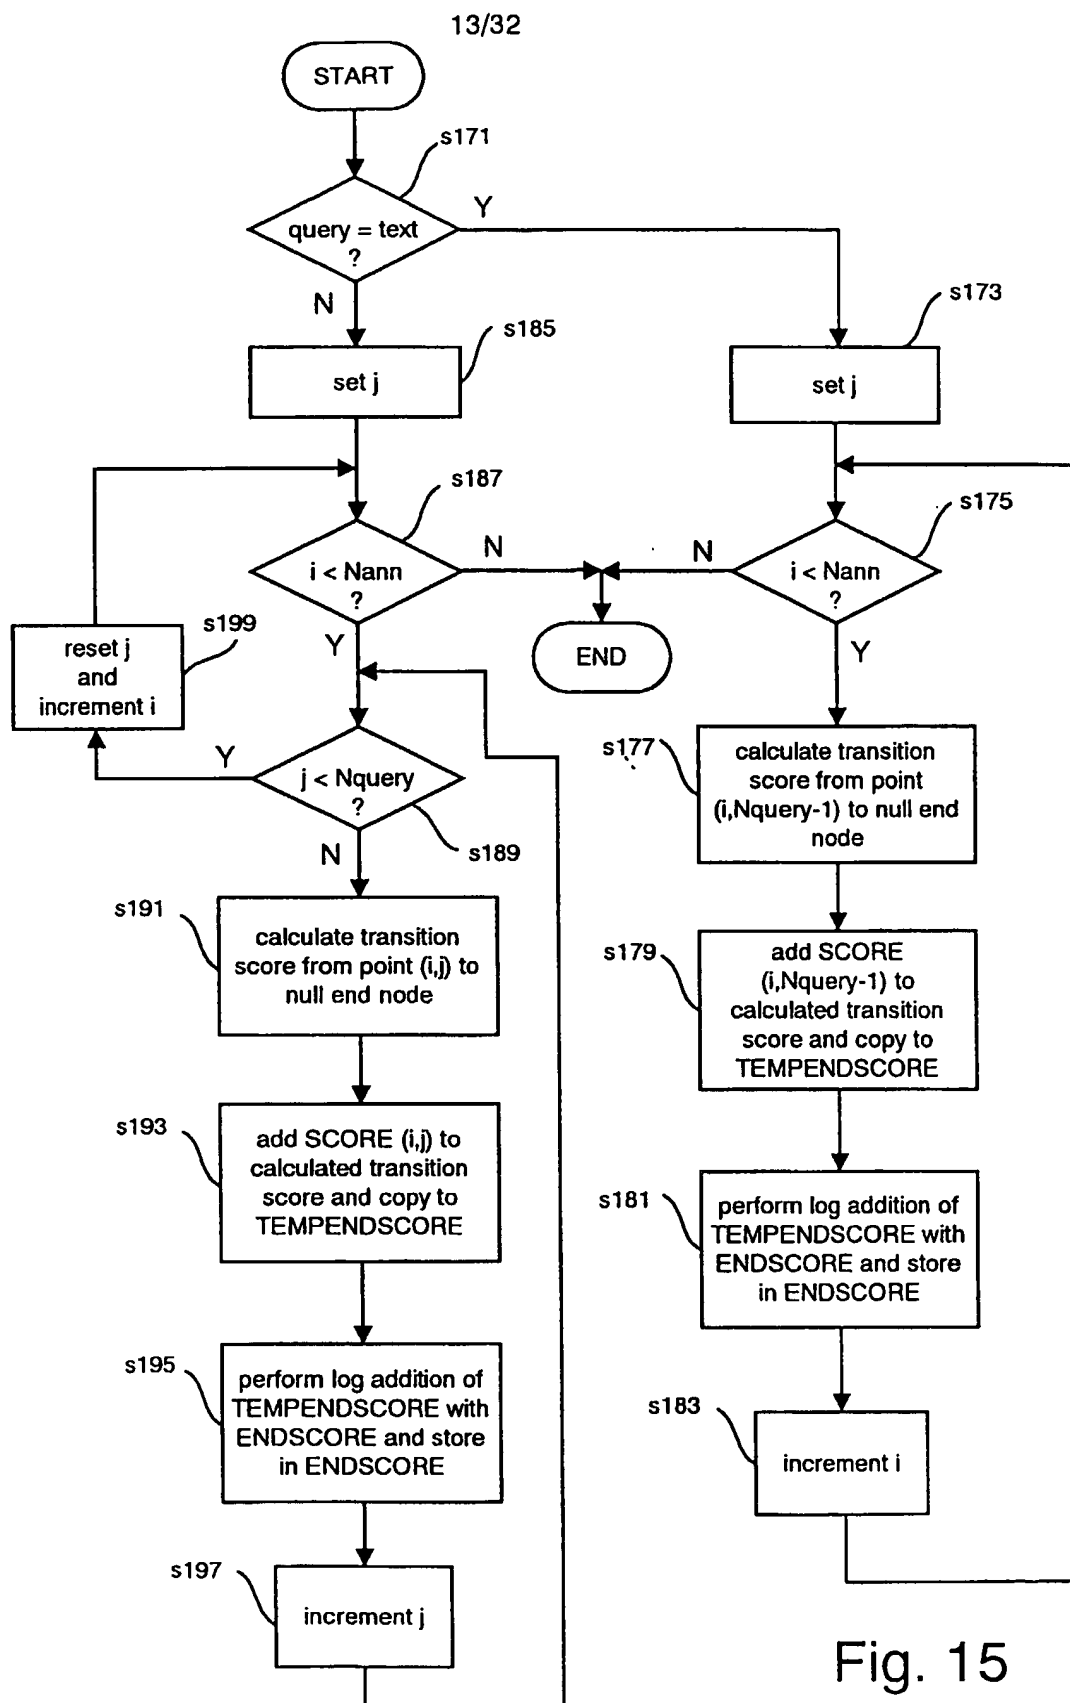 13/32
START
s171
query = text
?
Y
N
s173
s185
set j
set j
s187
s175
i < Nann
?
N
N
i < Nann
?
END
Y
Y
s199
reset j
and
increment i
Y
j < Nquery
?
s189
N
s177
calculate transition
score from point
(i,Nquery-1) to null end
node
s191
calculate transition
score from point (i,j) to
null end node
s179
add SCORE
(i,Nquery-1) to
calculated transition
score and copy to
TEMPENDSCORE
s193
add SCORE (i,j) to
calculated transition
score and copy to
TEMPENDSCORE
s181
perform log addition of
TEMPENDSCORE with
ENDSCORE and store
in ENDSCORE
s195
perform log addition of
TEMPENDSCORE with
ENDSCORE and store
in ENDSCORE
s183
increment i
s197
increment j
Fig. 15